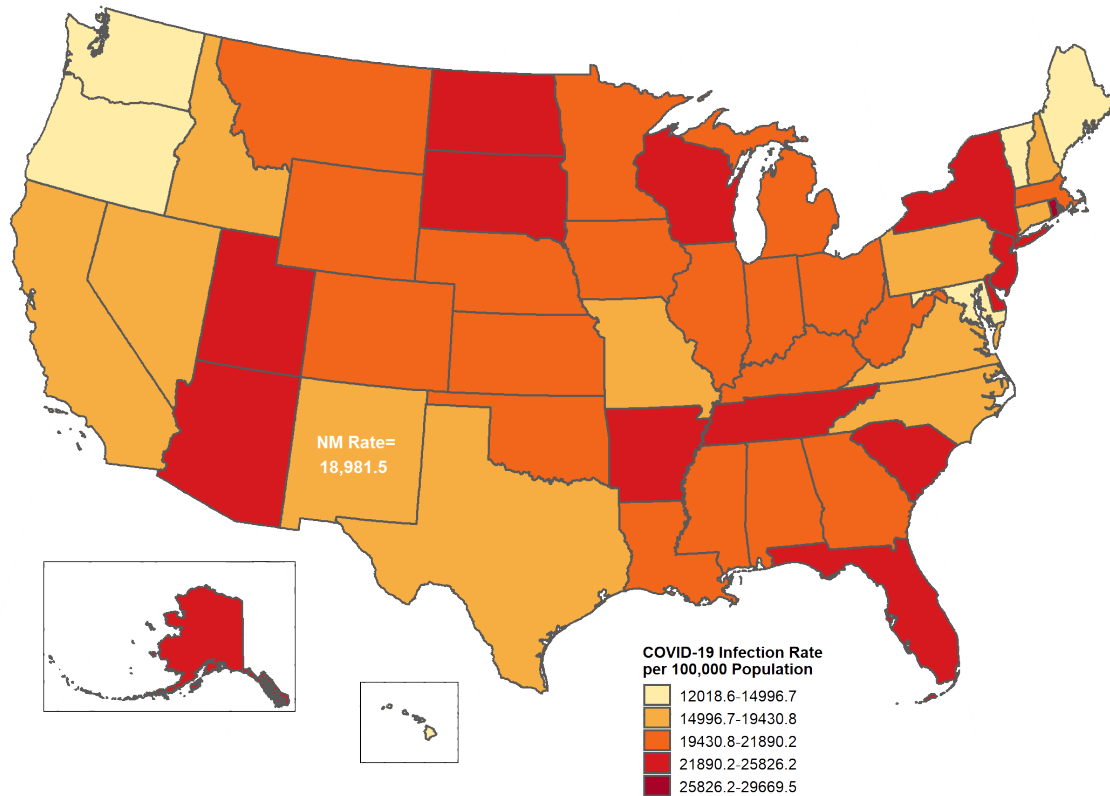 NM Rate=
18,981.5
COVID-19 Infection Rate
per 100,000 Population
12018.6-14996.7
14996.7-19430.8
19430.8-21890.2
21890.2-25826.2
25826.2-29669.5